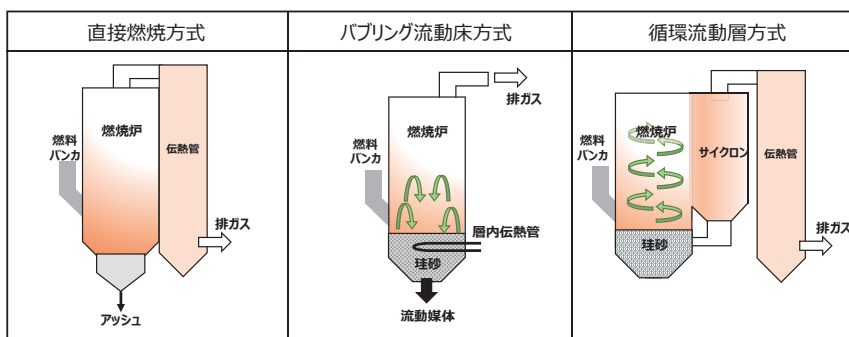 直接燃焼方式
バブリング流動床方式
循環流動層方式
燃焼炉
燃料
バンカ
伝熱管
排ガス
アッシュ
排ガス
燃焼炉
燃料
バンカ
層内伝熱管
珪砂
流動媒体
燃焼炉
燃料
バンカ
サイクロン
伝熱管
珪砂
排ガス